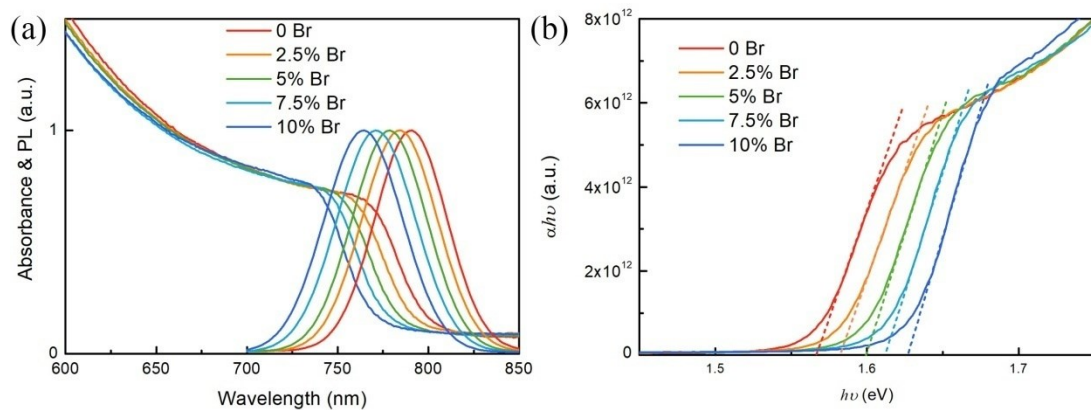 (a)
Absorbance & PL (a.u.)
1
0
0 Br
2.5% Br
5% Br
7.5% Br
10% Br
600 650 700 750 800 850
Wavelength (nm)
(b)
αhυ (a.u.)
8x10¹²
6x10¹²
4x10¹²
2x10¹²
0
0 Br
2.5% Br
5% Br
7.5% Br
10% Br
1.5 1.6 1.7
hυ (eV)